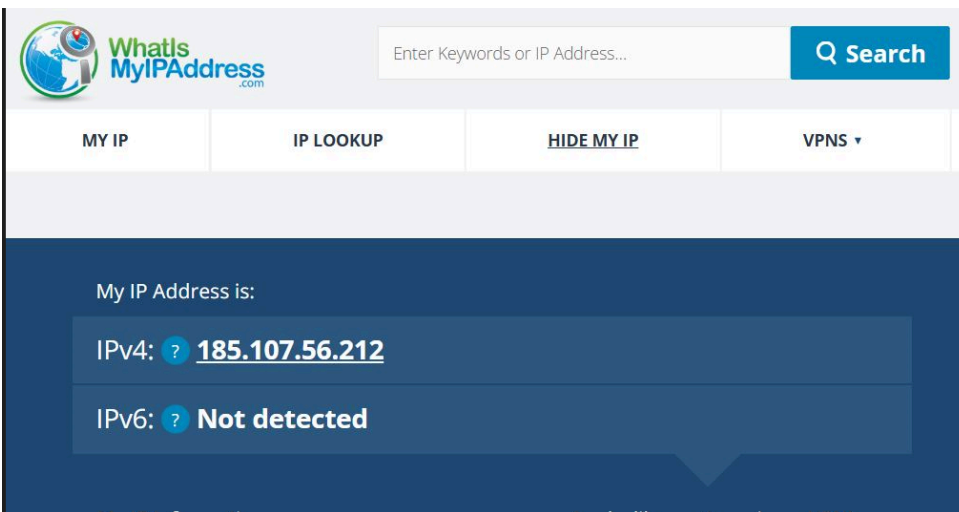 WhatIs
MyIPAddress
.com
Enter Keywords or IP Address...
Search
MY IP
IP LOOKUP
HIDE MY IP
VPNS
My IP Address is:
IPv4: ? 185.107.56.212
IPv6: ? Not detected